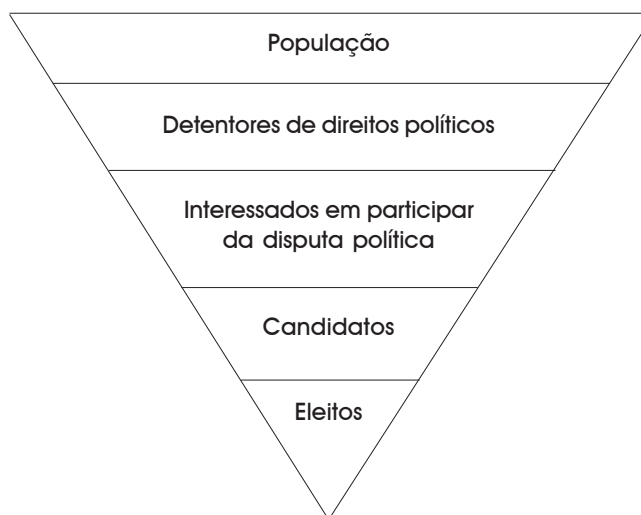 População
Detentores de direitos políticos
Interessados em participar
da disputa política
Candidatos
Eleitos